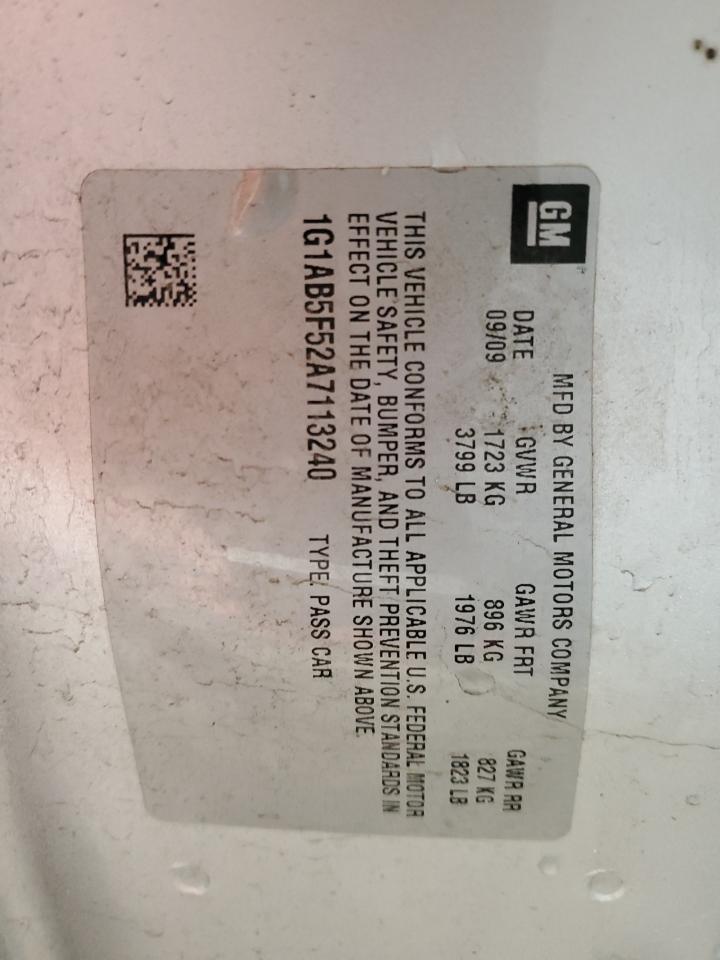 GM
MFD BY GENERAL MOTORS COMPANY
DATE GVWR GAWR FRT GAWR RR
09/09 1723 KG 896 KG 827 KG
3799 LB 1976 LB 1823 LB
THIS VEHICLE CONFORMS TO ALL APPLICABLE U.S. FEDERAL MOTOR
VEHICLE SAFETY, BUMPER, AND THEFT PREVENTION STANDARDS IN
EFFECT ON THE DATE OF MANUFACTURE SHOWN ABOVE.
1G1AB5F52A7113240 TYPE: PASS CAR